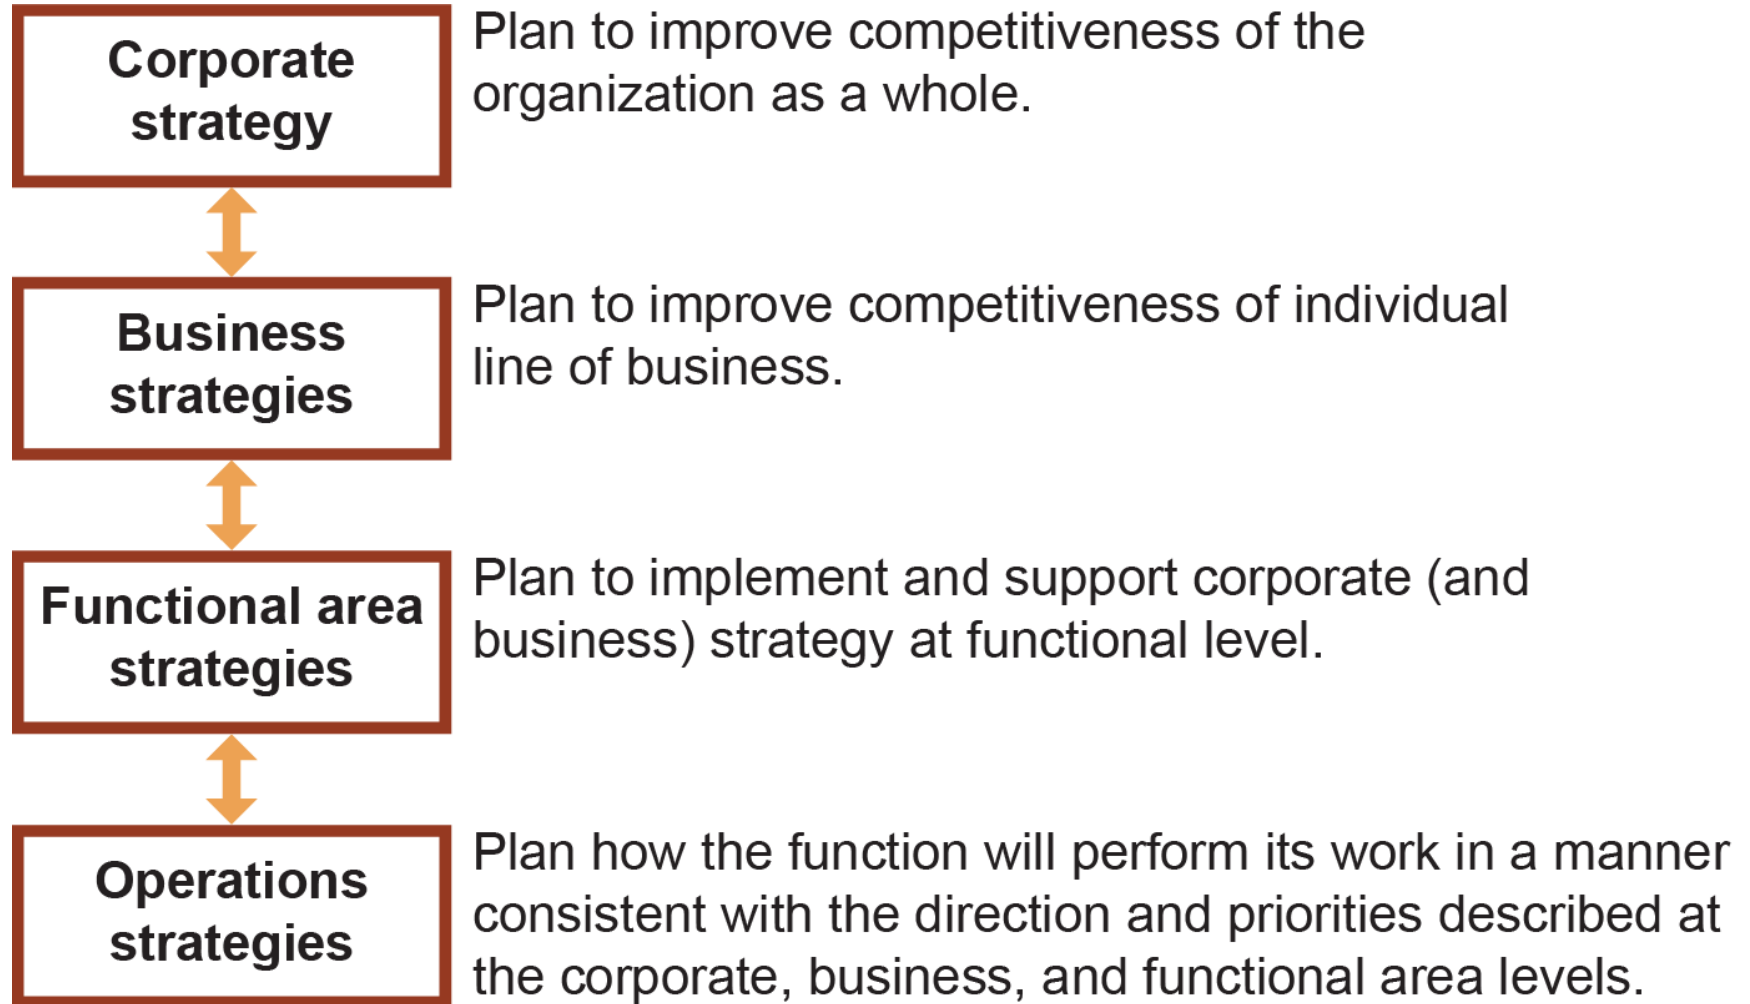 Corporate
strategy
Plan to improve competitiveness of the
organization as a whole.
Business
strategies
Plan to improve competitiveness of individual
line of business.
Functional area
strategies
Plan to implement and support corporate (and
business) strategy at functional level.
Operations
strategies
Plan how the function will perform its work in a manner
consistent with the direction and priorities described at
the corporate, business, and functional area levels.